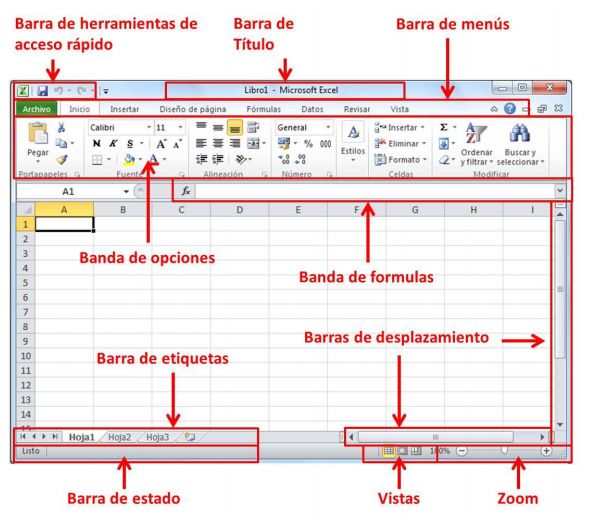 Barra de herramientas de
acceso rápido
Barra de
Título
Barra de menús
Libro1 - Microsoft Excel
Archivo Inicio Insertar Diseño de página Fórmulas Datos Revisar Vista
Calibri 11 General Insertar Σ
Pegar N K S A A % 000 Estilos Eliminar Ordenar Buscar y
A Formato y filtrar seleccionar
Portapapeles Fuente Alineación Número Celdas Modificar
A1 fx
A B C D E F G H I
1
2
3
Banda de opciones
4
5
Banda de formulas
6
7
8
Barras de desplazamiento
9
10
Barra de etiquetas
11
12
13
14
15
Hoja1 Hoja2 Hoja3
Listo 100%
Barra de estado Vistas Zoom